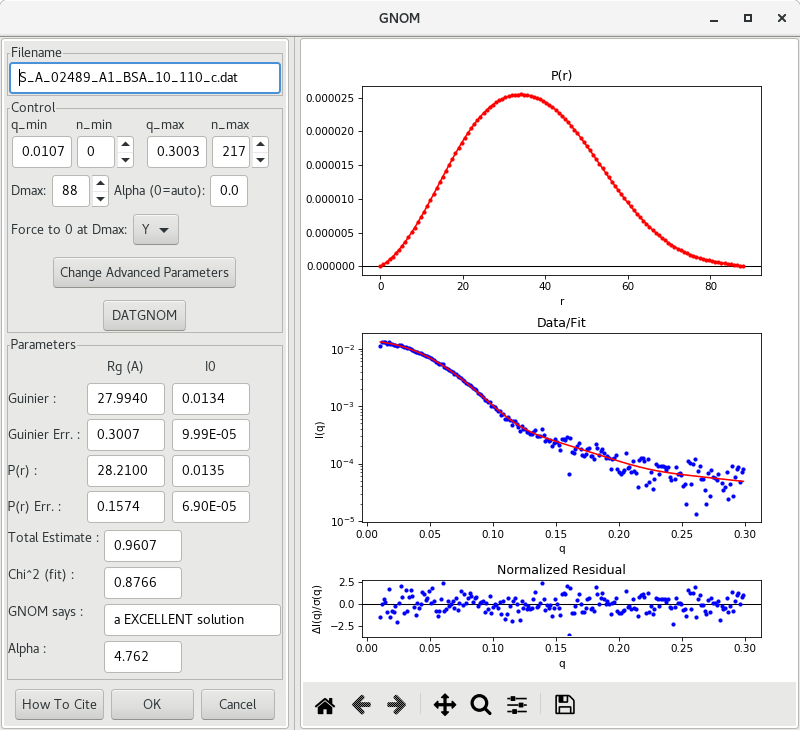 GNOM
Filename
S_A_02489_A1_BSA_10_110_c.dat
Control
q_min n_min q_max n_max
0.0107 0 0.3003 217
Dmax: 88 Alpha (0=auto): 0.0
Force to 0 at Dmax: Y
Change Advanced Parameters
DATGNOM
Parameters
Rg (A) I0
Guinier : 27.9940 0.0134
Guinier Err. : 0.3007 9.99E-05
P(r) : 28.2100 0.0135
P(r) Err. : 0.1574 6.90E-05
Total Estimate : 0.9607
Chi^2 (fit) : 0.8766
GNOM says : a EXCELLENT solution
Alpha : 4.762
How To Cite OK Cancel
P(r)
0.000025
0.000020
0.000015
0.000010
0.000005
0.000000
0 20 40 60 80
r
Data/Fit
10⁻²
10⁻³
10⁻⁴
10⁻⁵
I(q)
0.00 0.05 0.10 0.15 0.20 0.25 0.30
q
Normalized Residual
2.5
0.0
−2.5
ΔI(q)/σ(q)
0.00 0.05 0.10 0.15 0.20 0.25 0.30
q